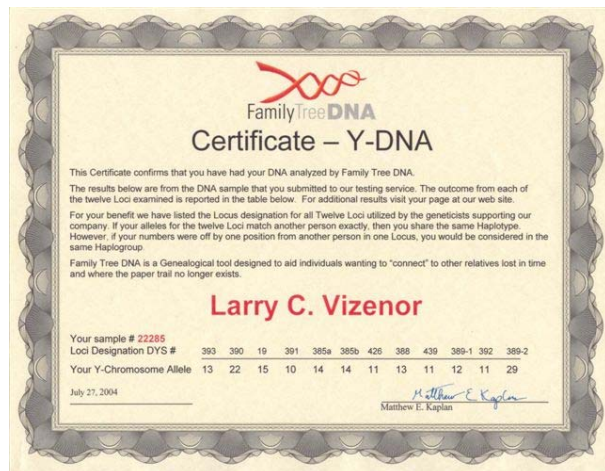 FamilyTreeDNA
Certificate – Y-DNA
This Certificate confirms that you have had your DNA analyzed by Family Tree DNA.
The results below are from the DNA sample that you submitted to our testing service. The outcome from each of
the twelve Loci examined is reported in the table below. For additional results visit your page at our web site.
For your benefit we have listed the Locus designation for all Twelve Loci utilized by the geneticists supporting our
company. If your alleles for the twelve Loci match another person exactly, then you share the same Haplotype.
However, if your numbers were off by one position from another person in one Locus, you would be considered in the
same Haplogroup
Family Tree DNA is a Genealogical tool designed to aid individuals wanting to "connect" to other relatives lost in time
and where the paper trail no longer exists.
Larry C. Vizenor
Your sample # 22285
Loci Designation DYS # 393 390 19 391 385a 385b 426 388 439 389-1 392 389-2
Your Y-Chromosome Allele 13 22 15 10 14 14 11 13 11 12 11 29
July 27, 2004
Matthew E Kaplan
Matthew E. Kaplan